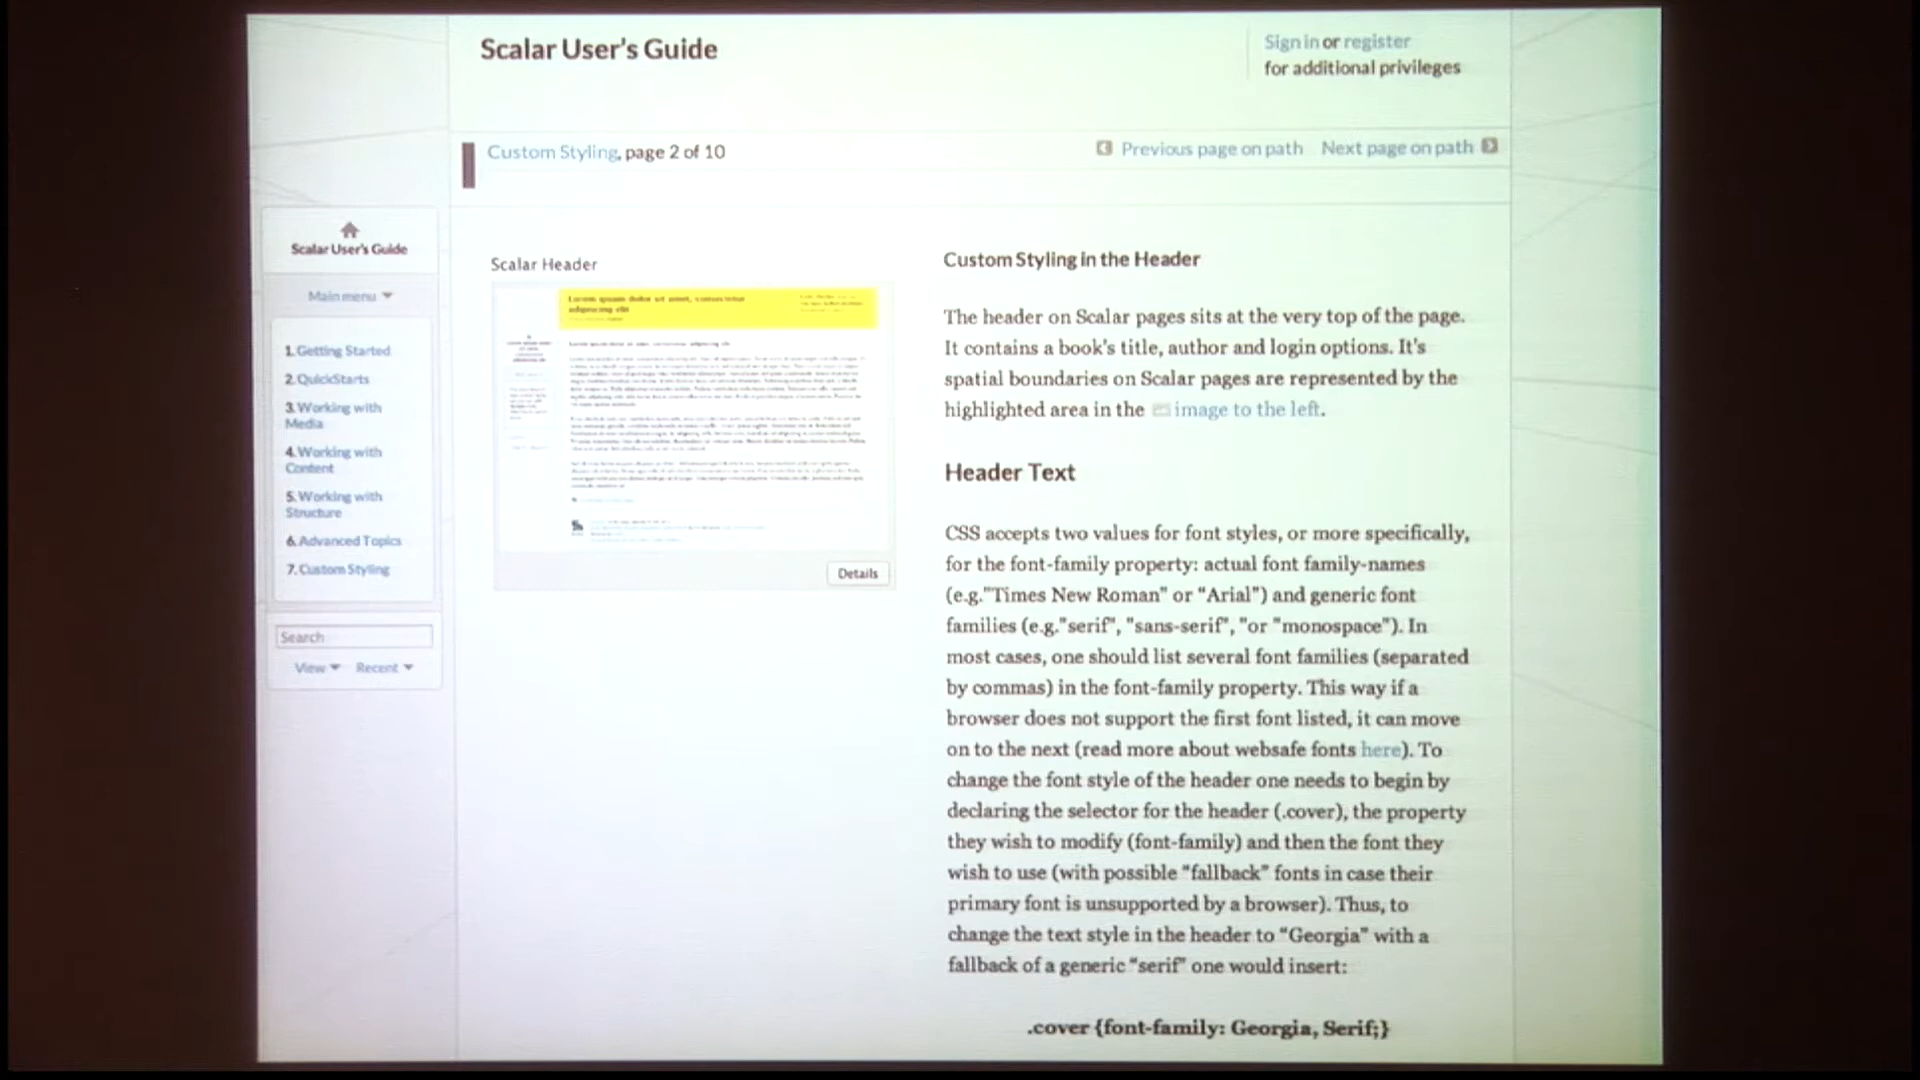 Scalar User's Guide
Sign in or register
for additional privileges
Custom Styling, page 2 of 10
Previous page on path Next page on path
Scalar User's Guide
Main menu
1. Getting Started
2. QuickStarts
3. Working with
Media
4. Working with
Content
5. Working with
Structure
6. Advanced Topics
7. Custom Styling
Search
View Recent
Scalar Header
Lorem ipsum dolor sit amet, consectetur
adipiscing elit
Details
Custom Styling in the Header
The header on Scalar pages sits at the very top of the page.
It contains a book's title, author and login options. It's
spatial boundaries on Scalar pages are represented by the
highlighted area in the image to the left.
Header Text
CSS accepts two values for font styles, or more specifically,
for the font-family property: actual font family-names
(e.g."Times New Roman" or "Arial") and generic font
families (e.g."serif", "sans-serif", "or "monospace"). In
most cases, one should list several font families (separated
by commas) in the font-family property. This way if a
browser does not support the first font listed, it can move
on to the next (read more about websafe fonts here). To
change the font style of the header one needs to begin by
declaring the selector for the header (.cover), the property
they wish to modify (font-family) and then the font they
wish to use (with possible "fallback" fonts in case their
primary font is unsupported by a browser). Thus, to
change the text style in the header to "Georgia" with a
fallback of a generic "serif" one would insert:
.cover {font-family: Georgia, Serif;}